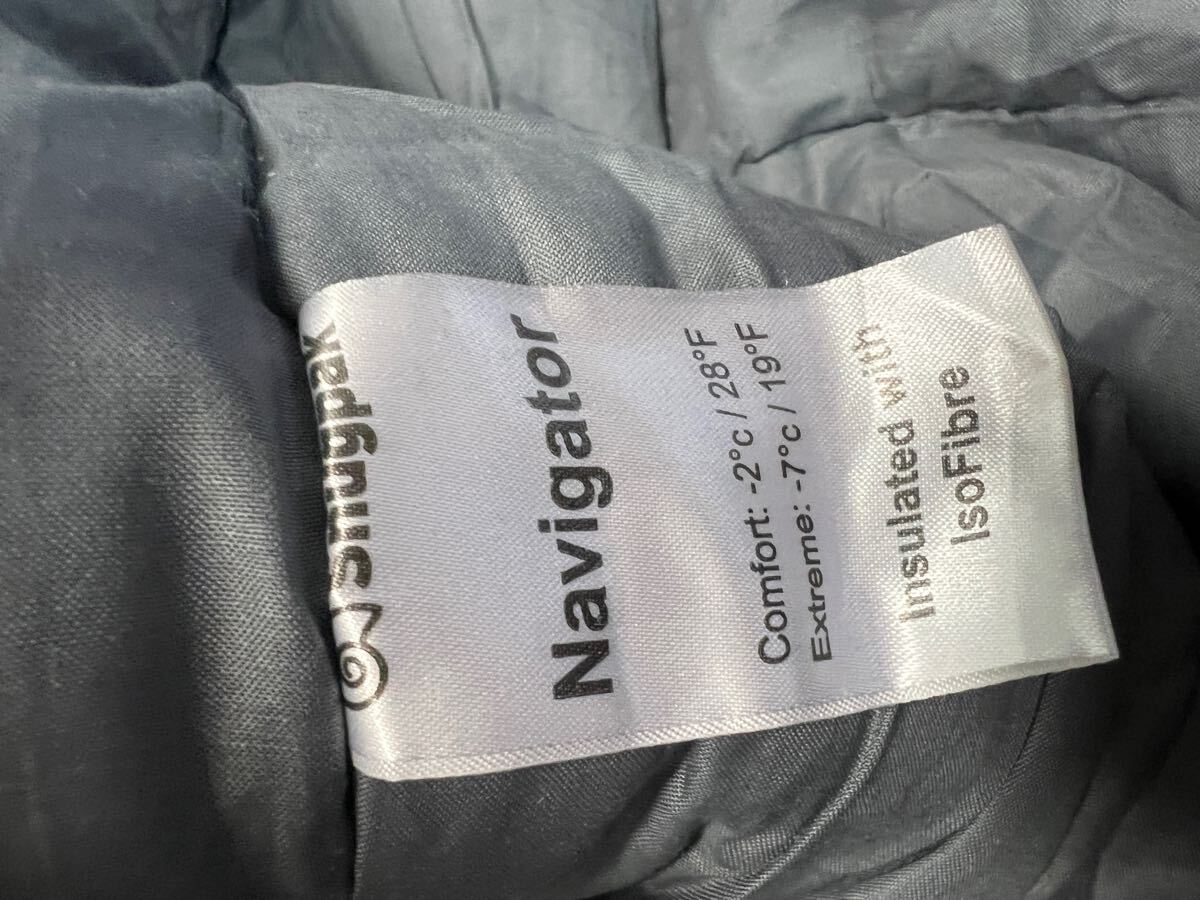 Snugpak
Navigator
Comfort: -2°c / 28°F
Extreme: -7°c / 19°F
Insulated with
IsoFibre